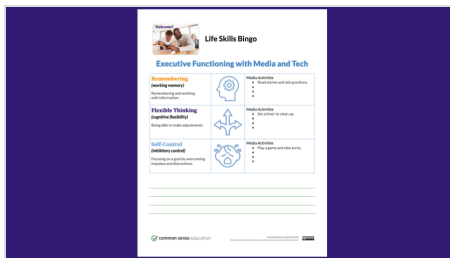 Welcome!
Life Skills Bingo
Executive Functioning with Media and Tech
Remembering
(working memory)
Remembering and working
with information.
Media Activities
Read stories and ask questions.
Flexible Thinking
(cognitive flexibility)
Being able to make adjustments.
Media Activities
Set a timer to clean up.
Self-Control
(inhibitory control)
Focusing on a goal by overcoming
impulses and distractions.
Media Activities
Play a game and take turns.
common sense education